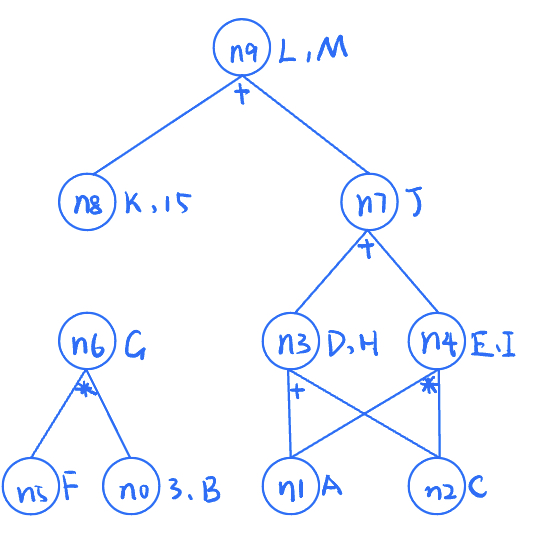 n9 L,M
+
n8 K,15 n7 J
+
n6 G n3 D,H n4 E,I
* + *
n5 F n0 3,B n1 A n2 C